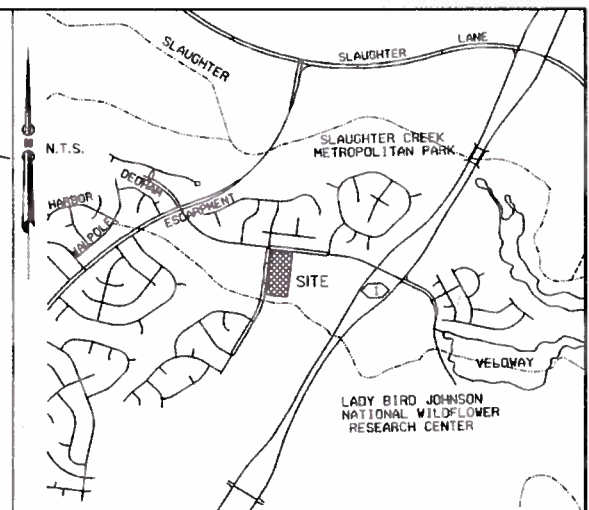 SLAUGHTER
SLAUGHTER LANE
N.T.S.
SLAUGHTER CREEK
METROPOLITAN PARK
DEDHAM
HARBOR
ESCARPMENT
WALPOLE
SITE
1
VELOWAY
LADY BIRD JOHNSON
NATIONAL WILDFLOWER
RESEARCH CENTER